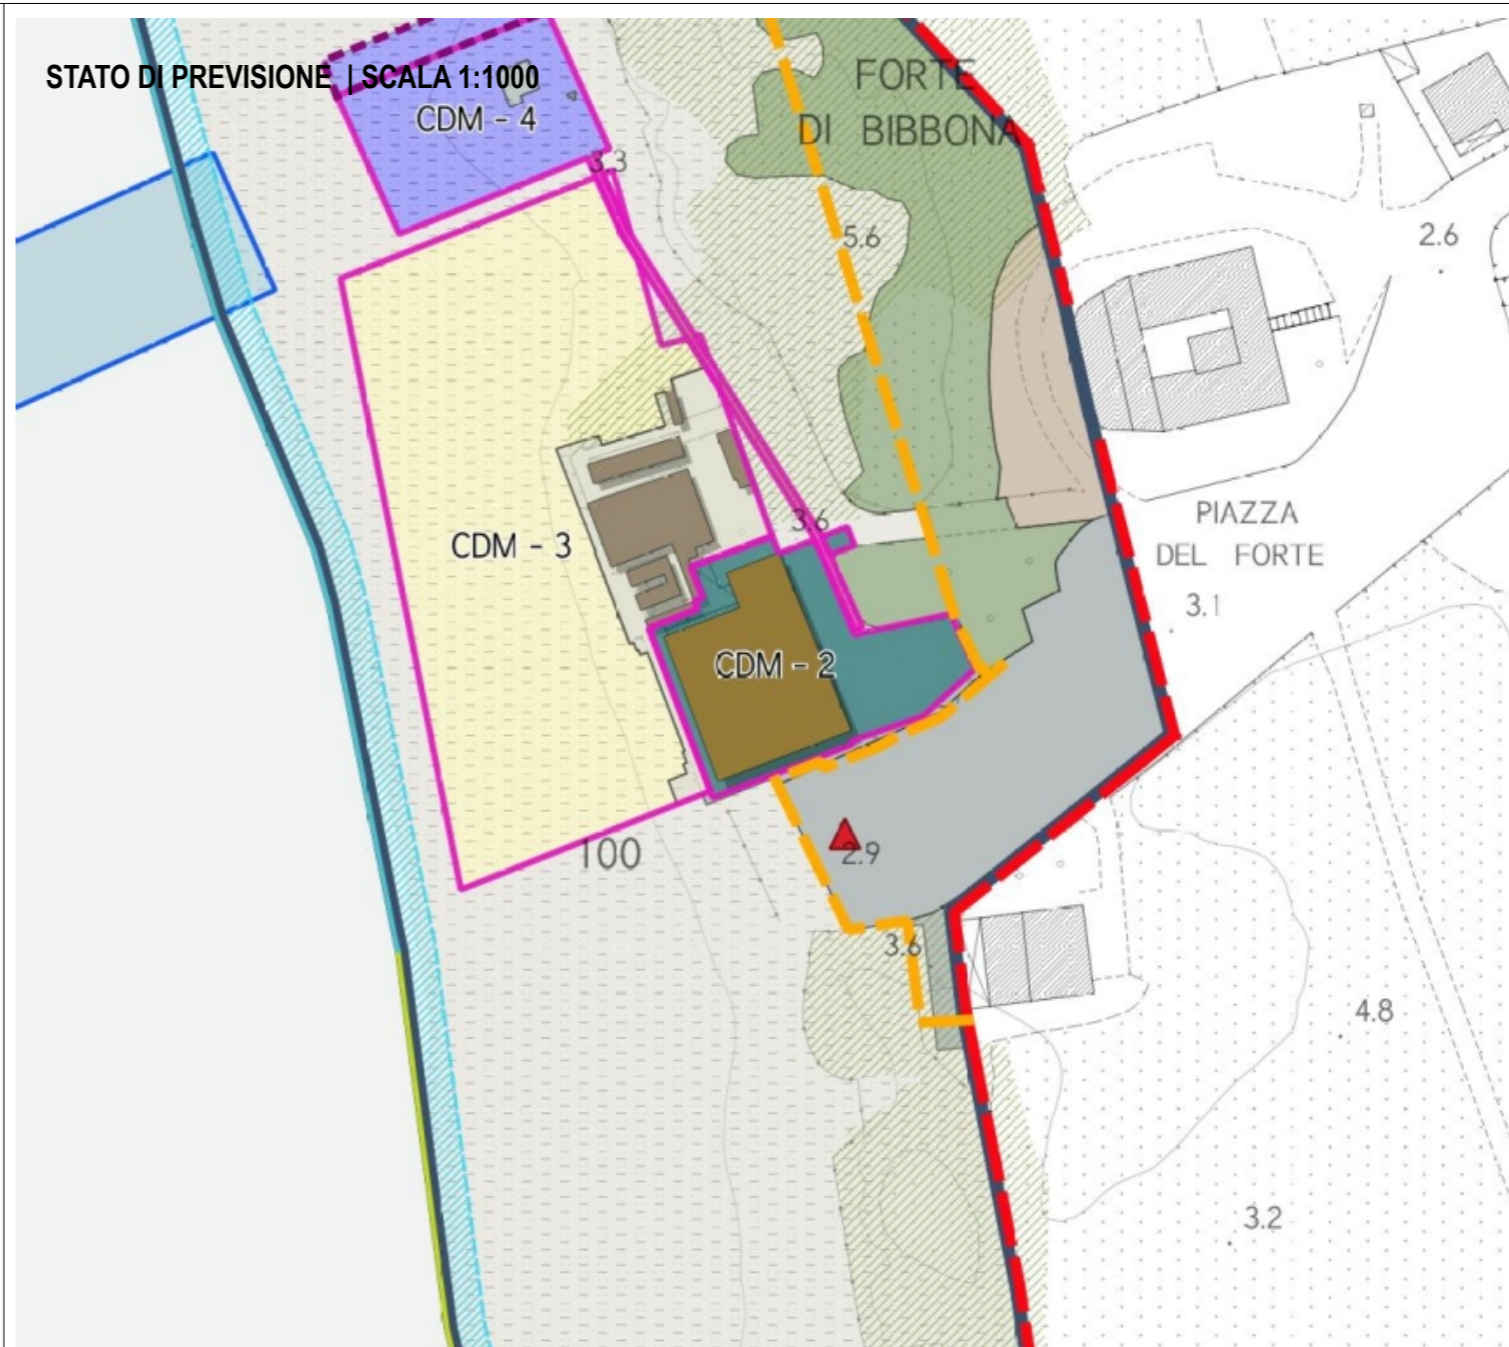 STATO DI PREVISIONE | SCALA 1:1000
CDM - 4
FORTE
DI BIBBONA
3.3
5.6
2.6
CDM - 3
3.6
PIAZZA
DEL FORTE
3.1
CDM - 2
100
2.9
3.6
4.8
3.2